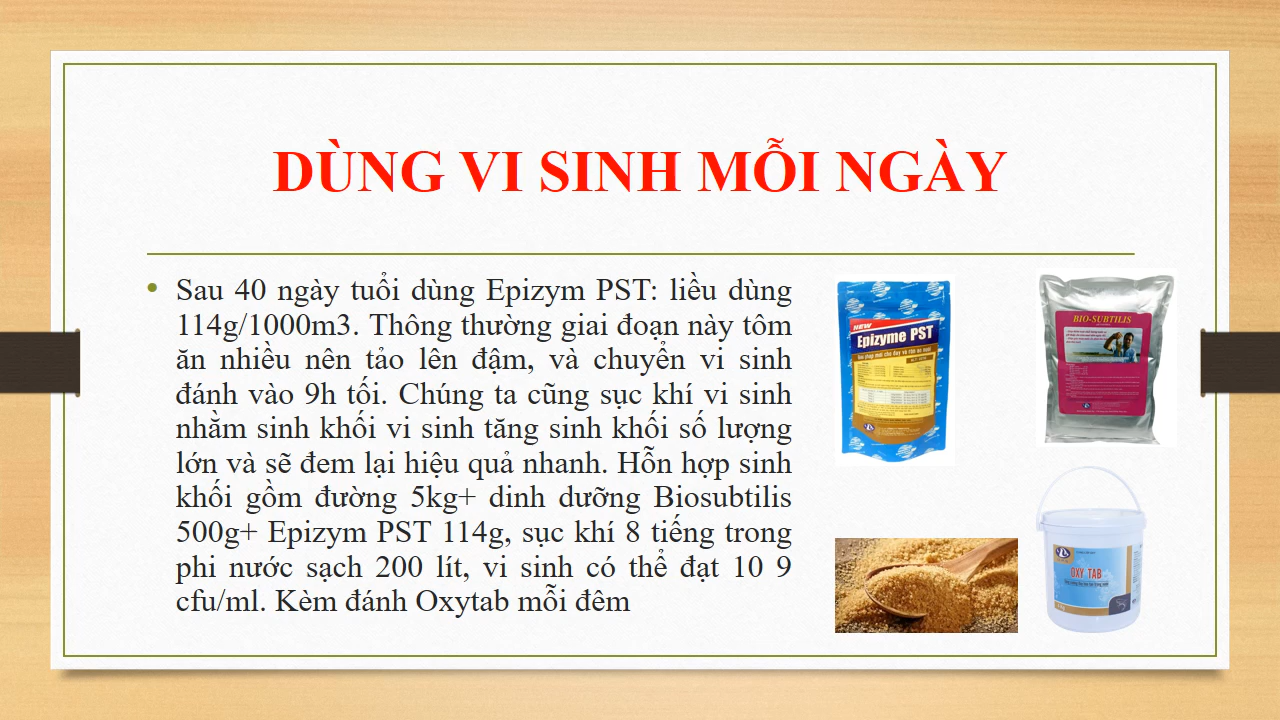 DÙNG VI SINH MỖI NGÀY
• Sau 40 ngày tuổi dùng Epizym PST: liều dùng
114g/1000m3. Thông thường giai đoạn này tôm
ăn nhiều nên tảo lên đậm, và chuyển vi sinh
đánh vào 9h tối. Chúng ta cũng sục khí vi sinh
nhằm sinh khối vi sinh tăng sinh khối số lượng
lớn và sẽ đem lại hiệu quả nhanh. Hỗn hợp sinh
khối gồm đường 5kg+ dinh dưỡng Biosubtilis
500g+ Epizym PST 114g, sục khí 8 tiếng trong
phi nước sạch 200 lít, vi sinh có thể đạt 10 9
cfu/ml. Kèm đánh Oxytab mỗi đêm
NEW
Epizyme PST
BIO-SUBTILIS
OXY TAB